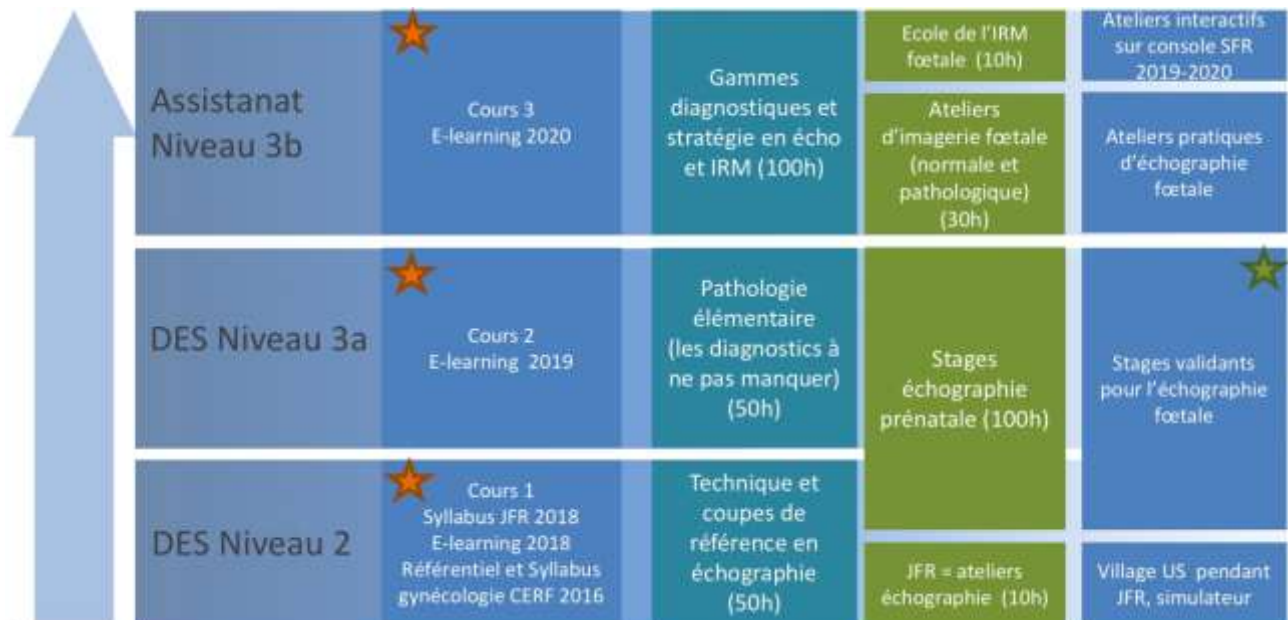 Assistanat
Niveau 3b
Cours 3
E-learning 2020
Gammes
diagnostiques et
stratégie en écho
et IRM (100h)
Ecole de l'IRM
fœtale (10h)
Ateliers
d'imagerie fœtale
(normale et
pathologique)
(30h)
Ateliers interactifs
sur console SFR
2019-2020
Ateliers pratiques
d'échographie
fœtale
DES Niveau 3a
Cours 2
E-learning 2019
Pathologie
élémentaire
(les diagnostics à
ne pas manquer)
(50h)
Stages
échographie
prénatale (100h)
Stages validants
pour l'échographie
fœtale
DES Niveau 2
Cours 1
Syllabus JFR 2018
E-learning 2018
Référentiel et Syllabus
gynécologie CERF 2016
Technique et
coupes de
référence en
échographie
(50h)
JFR = ateliers
échographie (10h)
Village US pendant
JFR, simulateur